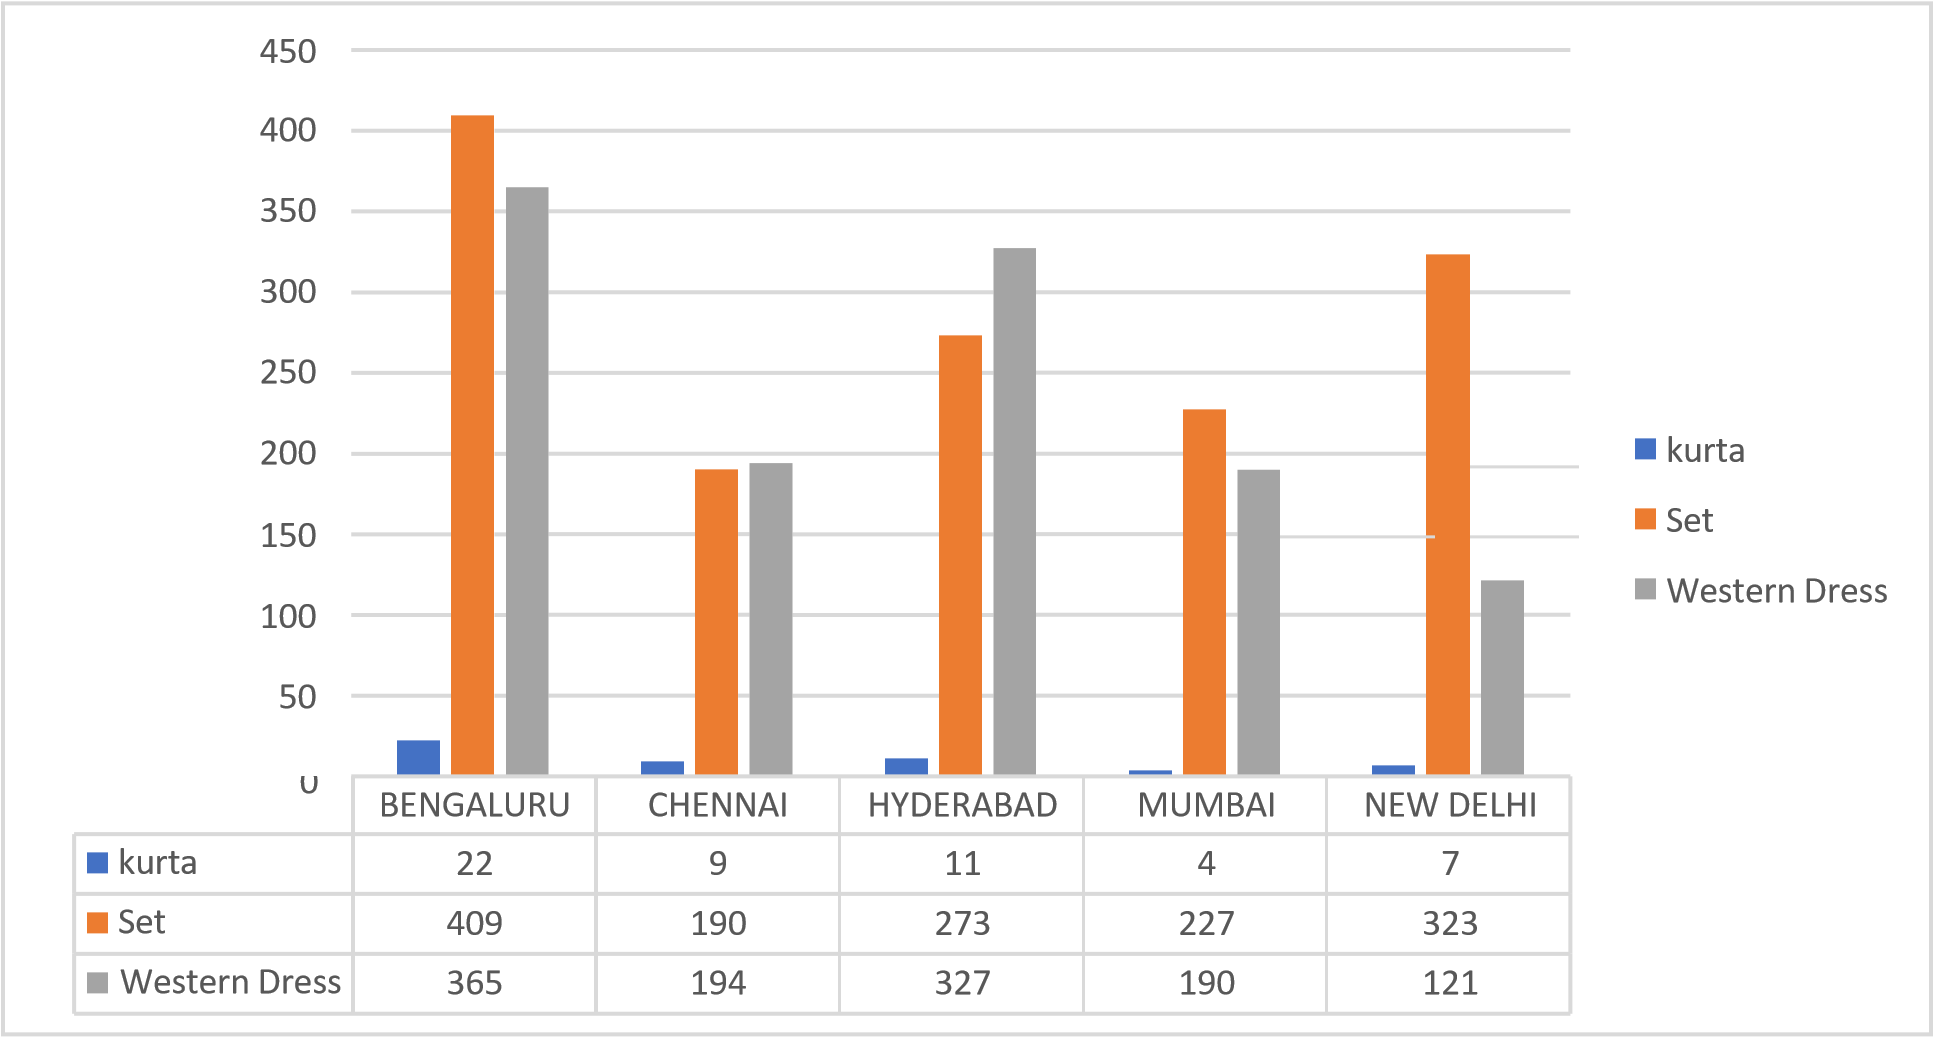 450
400
350
300
250
200
150
100
50
0
kurta
Set
Western Dress
BENGALURU CHENNAI HYDERABAD MUMBAI NEW DELHI
kurta 22 9 11 4 7
Set 409 190 273 227 323
Western Dress 365 194 327 190 121